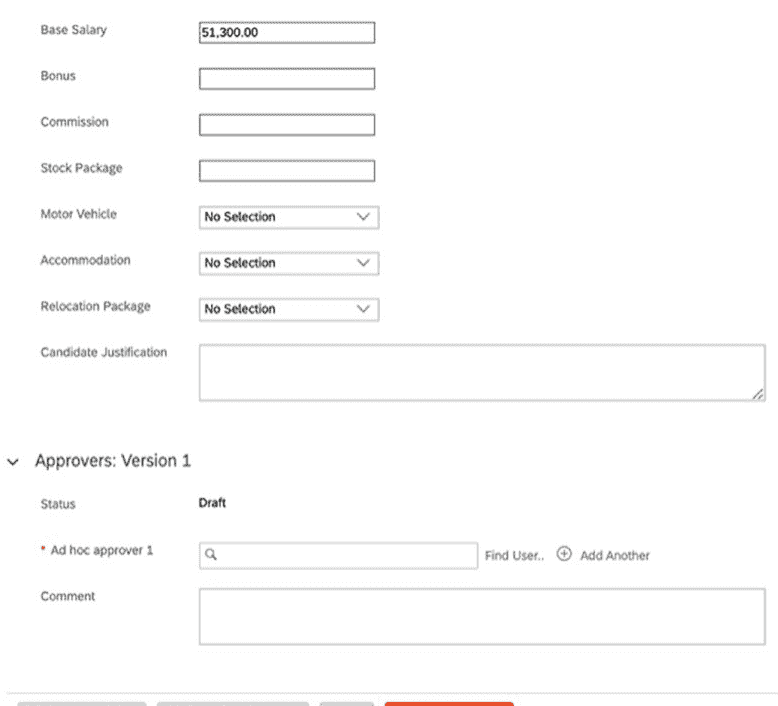 Base Salary 51,300.00
Bonus
Commission
Stock Package
Motor Vehicle No Selection
Accommodation No Selection
Relocation Package No Selection
Candidate Justification
Approvers: Version 1
Status Draft
* Ad hoc approver 1 Find User.. Add Another
Comment